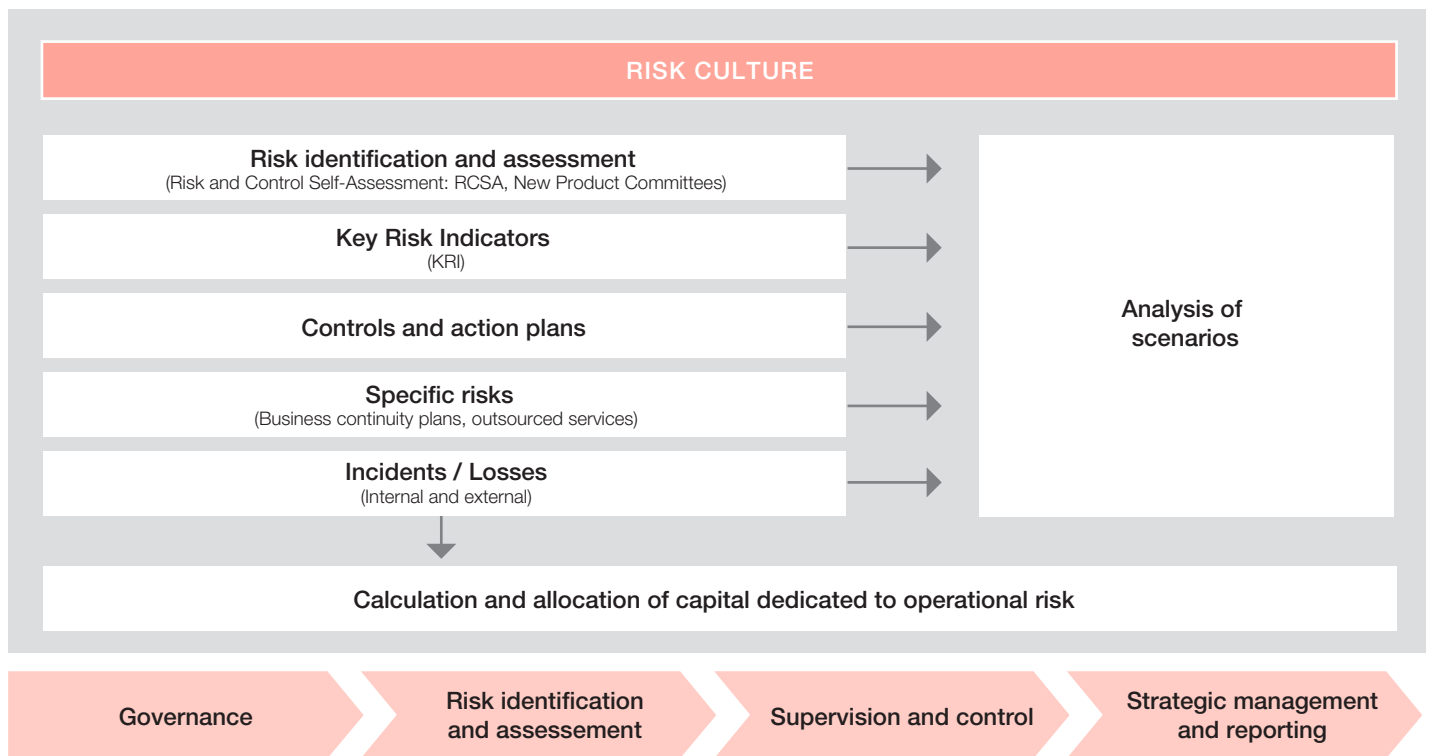 RISK CULTURE
Risk identification and assessment
(Risk and Control Self-Assessment: RCSA, New Product Committees)
Key Risk Indicators
(KRI)
Controls and action plans
Specific risks
(Business continuity plans, outsourced services)
Incidents / Losses
(Internal and external)
Analysis of
scenarios
Calculation and allocation of capital dedicated to operational risk
Governance
Risk identification
and assessement
Supervision and control
Strategic management
and reporting